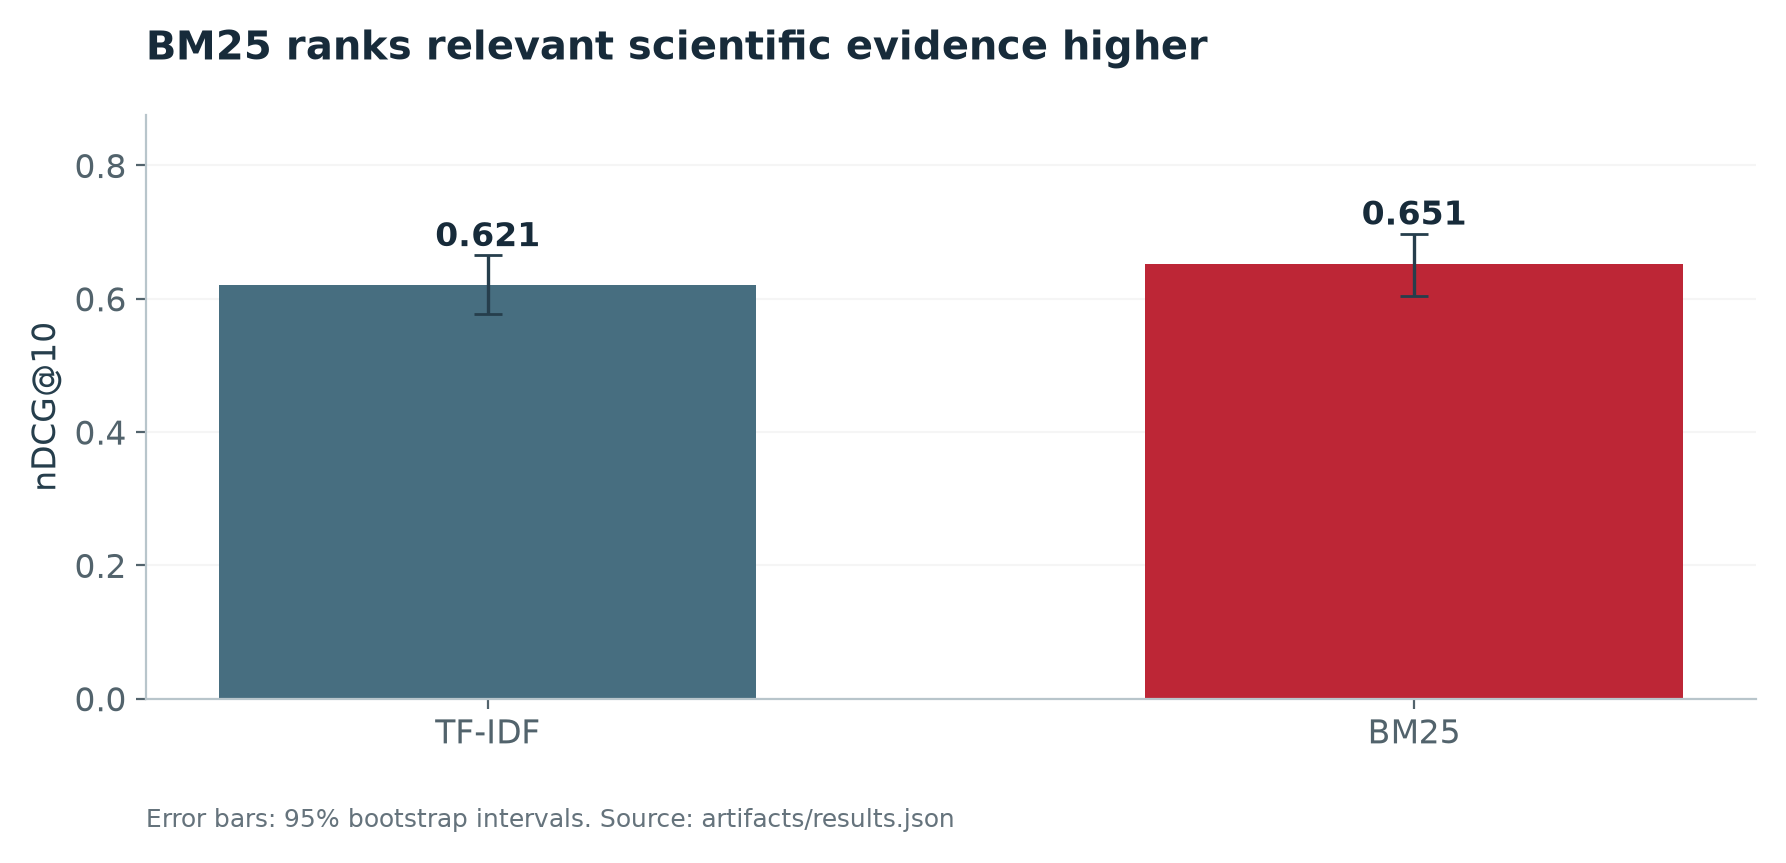 BM25 ranks relevant scientific evidence higher
nDCG@10
0.8
0.6
0.4
0.2
0.0
0.621
0.651
TF-IDF
BM25
Error bars: 95% bootstrap intervals. Source: artifacts/results.json